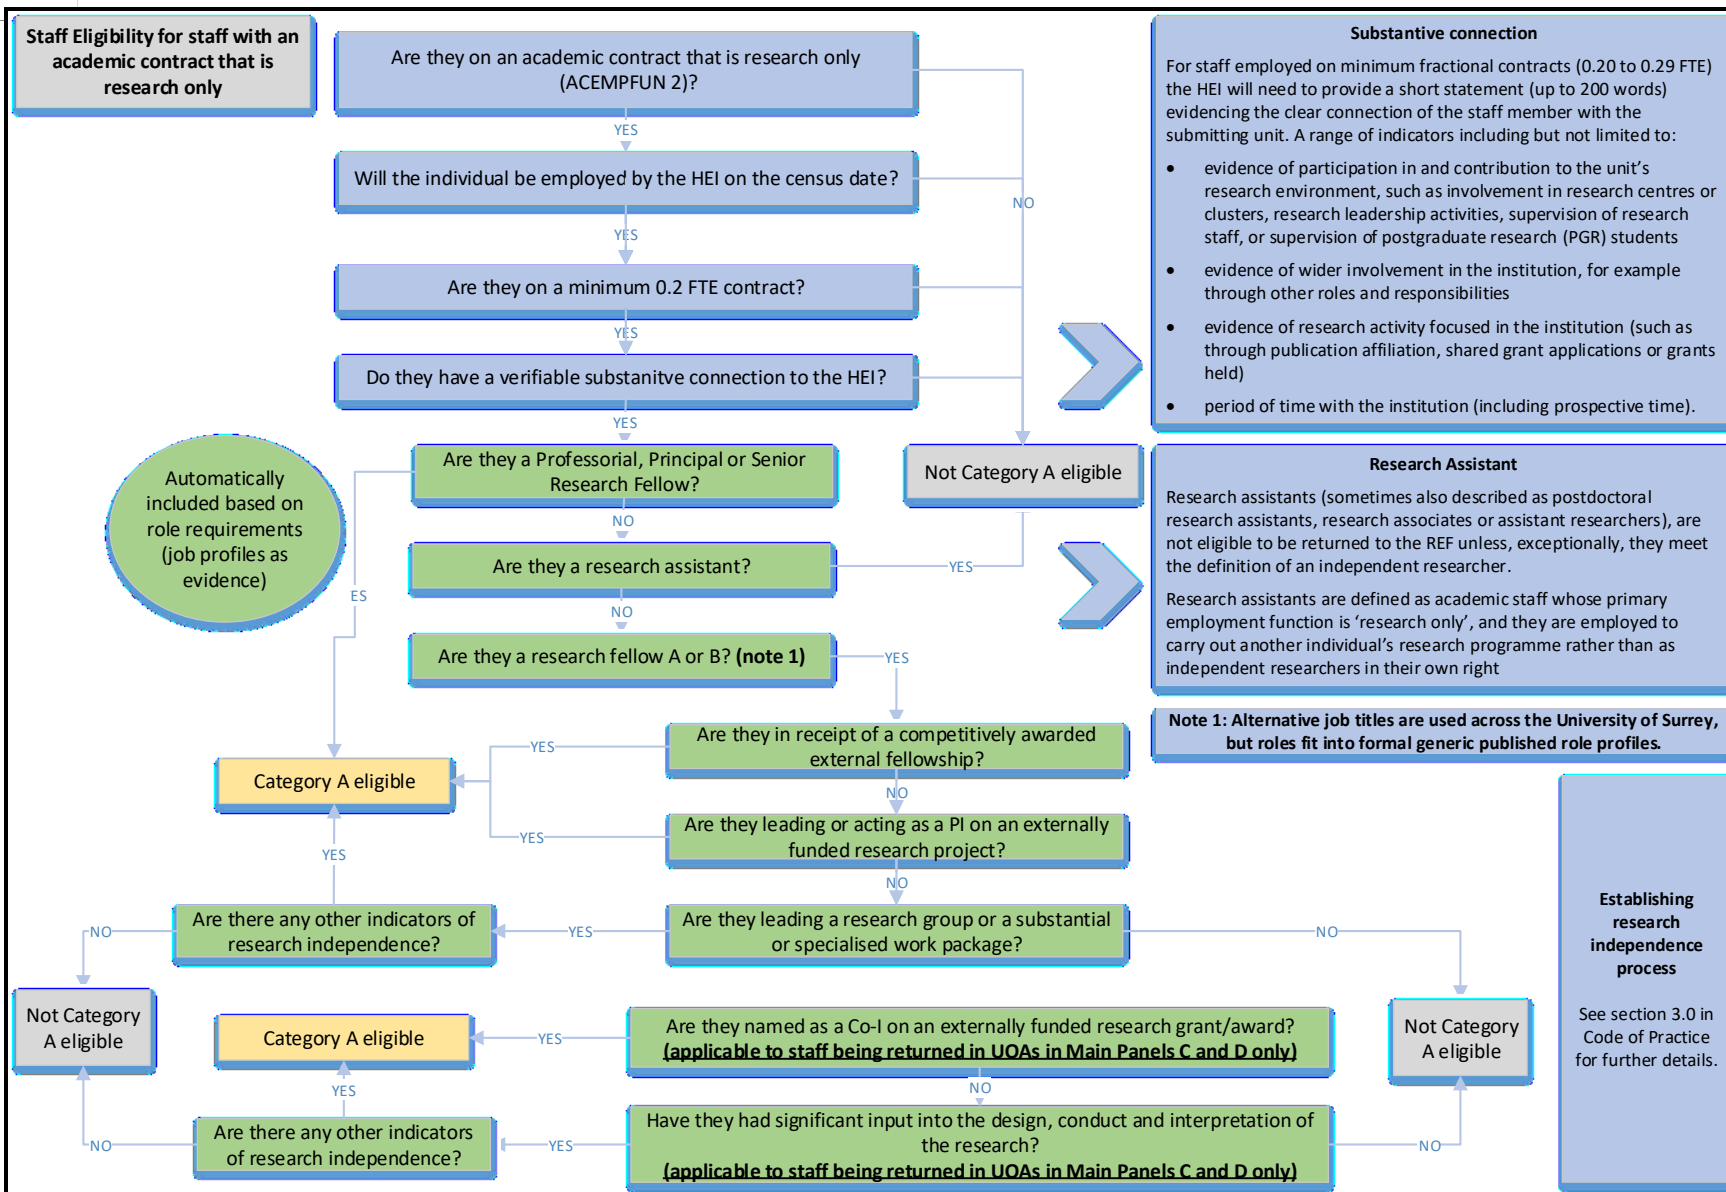 Staff Eligibility for staff with an
academic contract that is
research only
Are they on an academic contract that is research only
(ACEMPFUN 2)?
YES
Will the individual be employed by the HEI on the census date?
NO
YES
Are they on a minimum 0.2 FTE contract?
YES
Do they have a verifiable substanitve connection to the HEI?
YES
Substantive connection
For staff employed on minimum fractional contracts (0.20 to 0.29 FTE)
the HEI will need to provide a short statement (up to 200 words)
evidencing the clear connection of the staff member with the
submitting unit. A range of indicators including but not limited to:
• evidence of participation in and contribution to the unit's
research environment, such as involvement in research centres or
clusters, research leadership activities, supervision of research
staff, or supervision of postgraduate research (PGR) students
• evidence of wider involvement in the institution, for example
through other roles and responsibilities
• evidence of research activity focused in the institution (such as
through publication affiliation, shared grant applications or grants
held)
• period of time with the institution (including prospective time).
Automatically
included based on
role requirements
(job profiles as
evidence)
Are they a Professorial, Principal or Senior
Research Fellow?
Not Category A eligible
NO
ES
Are they a research assistant?
YES
NO
Are they a research fellow A or B? (note 1)
YES
Research Assistant
Research assistants (sometimes also described as postdoctoral
research assistants, research associates or assistant researchers), are
not eligible to be returned to the REF unless, exceptionally, they meet
the definition of an independent researcher.
Research assistants are defined as academic staff whose primary
employment function is 'research only', and they are employed to
carry out another individual's research programme rather than as
independent researchers in their own right
Note 1: Alternative job titles are used across the University of Surrey,
but roles fit into formal generic published role profiles.
Are they in receipt of a competitively awarded
external fellowship?
YES
Category A eligible
NO
Are they leading or acting as a PI on an externally
funded research project?
YES
YES
NO
Are there any other indicators of
research independence?
NO
YES
Are they leading a research group or a substantial
or specialised work package?
NO
Establishing
research
independence
process
See section 3.0 in
Code of Practice
for further details.
Not Category
A eligible
Category A eligible
YES
Are they named as a Co-I on an externally funded research grant/award?
(applicable to staff being returned in UOAs in Main Panels C and D only)
Not Category
A eligible
YES
NO
Are there any other indicators
of research independence?
NO
YES
Have they had significant input into the design, conduct and interpretation of
the research?
(applicable to staff being returned in UOAs in Main Panels C and D only)
NO